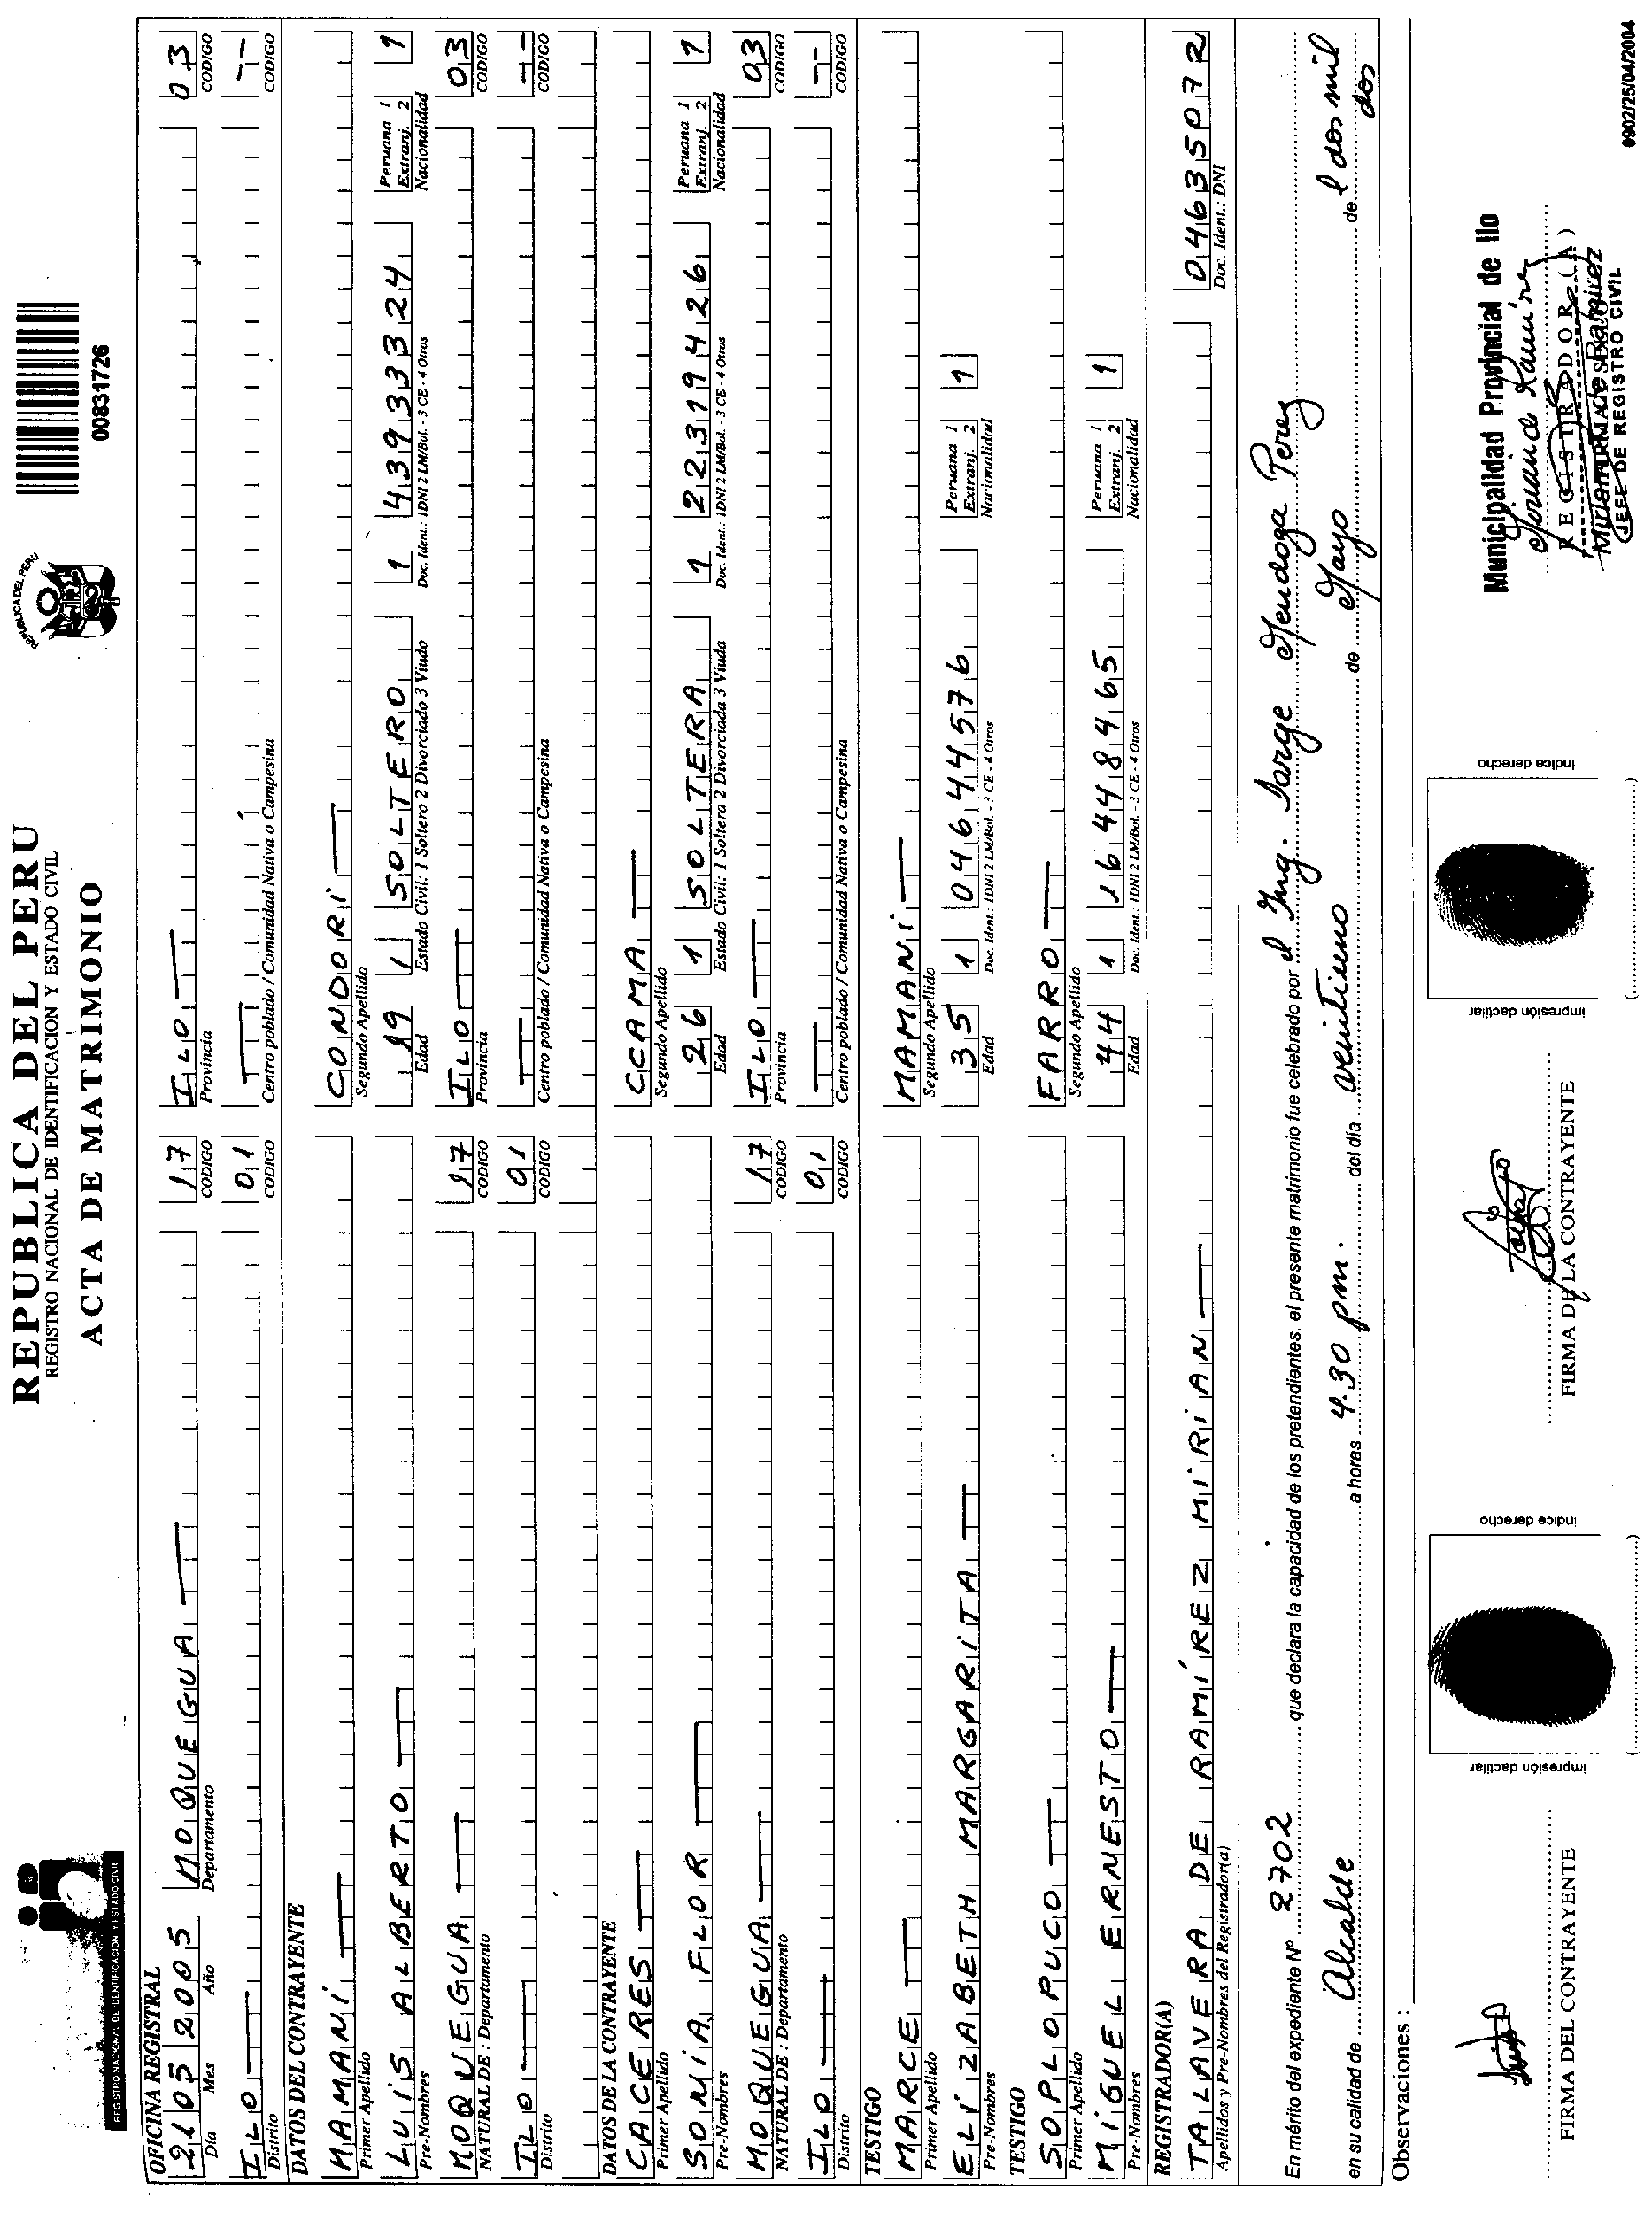 REPUBLICA DEL PERU
REGISTRO NACIONAL DE IDENTIFICACION Y ESTADO CIVIL
ACTA DE MATRIMONIO
REGISTRO NACIONAL DE IDENTIFICACION Y ESTADO CIVIL
REPUBLICA DEL PERU
00831726
OFICINA REGISTRAL
21 05 2005 MOQUEGUA 17 ILO 03
Día Mes Año Departamento CODIGO Provincia CODIGO
ILO 01 --
Distrito CODIGO Centro poblado / Comunidad Nativa o Campesina CODIGO
DATOS DEL CONTRAYENTE
MAMANI CONDORI
Primer Apellido Segundo Apellido
LUIS ALBERTO 19 1 SOLTERO 1 43933324 Peruana 1 Extranj. 2 1
Pre-Nombres Edad Estado Civil: 1 Soltero 2 Divorciado 3 Viudo Doc. Ident.: 1DNI 2 LM/Bol. - 3 CE - 4 Otros Nacionalidad
MOQUEGUA 17 ILO 03
NATURAL DE : Departamento CODIGO Provincia CODIGO
ILO 01 --
Distrito CODIGO Centro poblado / Comunidad Nativa o Campesina CODIGO
DATOS DE LA CONTRAYENTE
CACERES CCAMA
Primer Apellido Segundo Apellido
SONIA FLOR 26 1 SOLTERA 1 22319426 Peruana 1 Extranj. 2 1
Pre-Nombres Edad Estado Civil: 1 Soltera 2 Divorciada 3 Viuda Doc. Ident.: 1DNI 2 LM/Bol. - 3 CE - 4 Otros Nacionalidad
MOQUEGUA 17 ILO 03
NATURAL DE : Departamento CODIGO Provincia CODIGO
ILO 01 --
Distrito CODIGO Centro poblado / Comunidad Nativa o Campesina CODIGO
TESTIGO
MARCE MAMANI
Primer Apellido Segundo Apellido
ELIZABETH MARGARITA 35 1 04644576 Peruana 1 Extranj. 2 1
Pre-Nombres Edad Doc. Ident.: 1DNI 2 LM/Bol. - 3 CE - 4 Otros Nacionalidad
TESTIGO
SOPLOPUCO FARRO
Primer Apellido Segundo Apellido
MIGUEL ERNESTO 44 1 16448465 Peruana 1 Extranj. 2 1
Pre-Nombres Edad Doc. Ident.: 1DNI 2 LM/Bol. - 3 CE - 4 Otros Nacionalidad
REGISTRADOR(A)
TALAVERA DE RAMÍREZ MIRIAN 04635072
Apellidos y Pre-Nombres del Registrador(a) Doc. Ident.: DNI
En mérito del expediente Nº 2702 que declara la capacidad de los pretendientes, el presente matrimonio fue celebrado por el Ing. Jorge Mendoza Perez
en su calidad de Alcalde a horas 4.30 pm. del día veintiuno de Mayo de l dos mil
dos
Observaciones :
Municipalidad Provincial de Ilo
REGISTRADOR(A)
JEFE DE REGISTRO CIVIL
FIRMA DEL CONTRAYENTE
impresión dactilar
índice derecho
FIRMA DE LA CONTRAYENTE
impresión dactilar
índice derecho
0902/25/04/2004